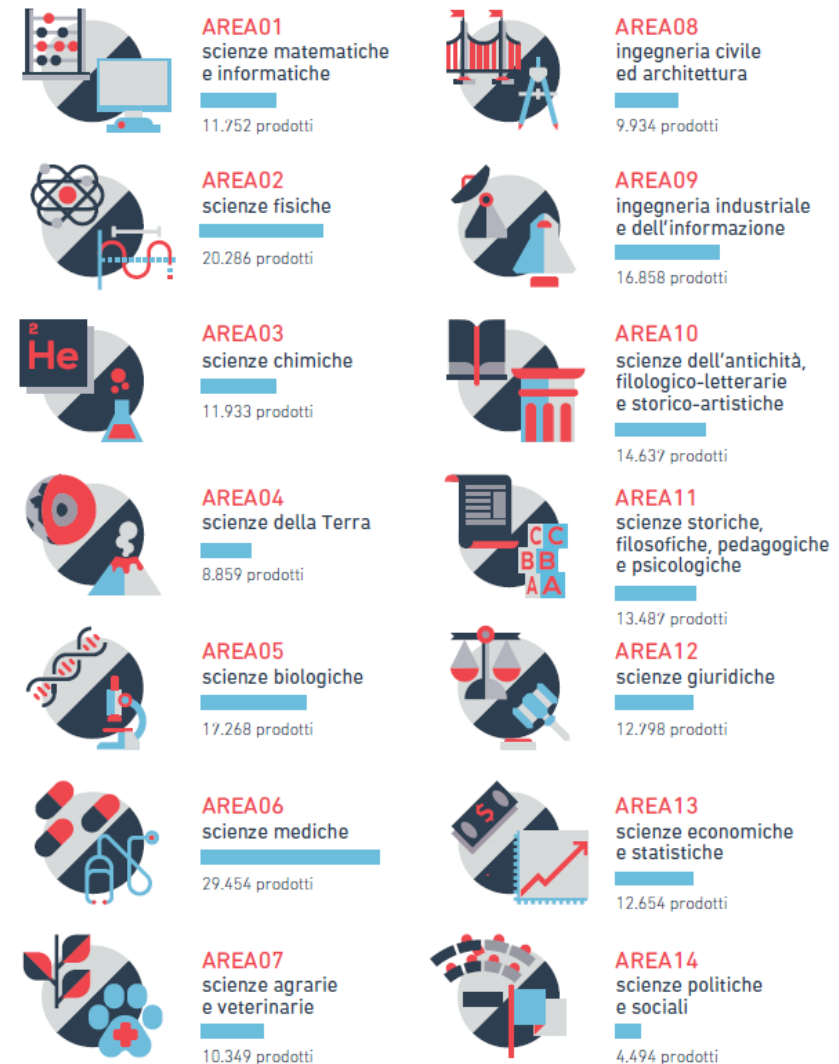 AREA01
scienze matematiche
e informatiche
11.752 prodotti
AREA02
scienze fisiche
20.286 prodotti
2
He
AREA03
scienze chimiche
11.933 prodotti
AREA04
scienze della Terra
8.859 prodotti
AREA05
scienze biologiche
17.268 prodotti
AREA06
scienze mediche
29.454 prodotti
AREA07
scienze agrarie
e veterinarie
10.349 prodotti
AREA08
ingegneria civile
ed architettura
9.934 prodotti
AREA09
ingegneria industriale
e dell'informazione
16.858 prodotti
AREA10
scienze dell'antichità,
filologico-letterarie
e storico-artistiche
14.637 prodotti
C C
B B
A A
AREA11
scienze storiche,
filosofiche, pedagogiche
e psicologiche
13.487 prodotti
AREA12
scienze giuridiche
12.798 prodotti
$
AREA13
scienze economiche
e statistiche
12.654 prodotti
AREA14
scienze politiche
e sociali
4.494 prodotti